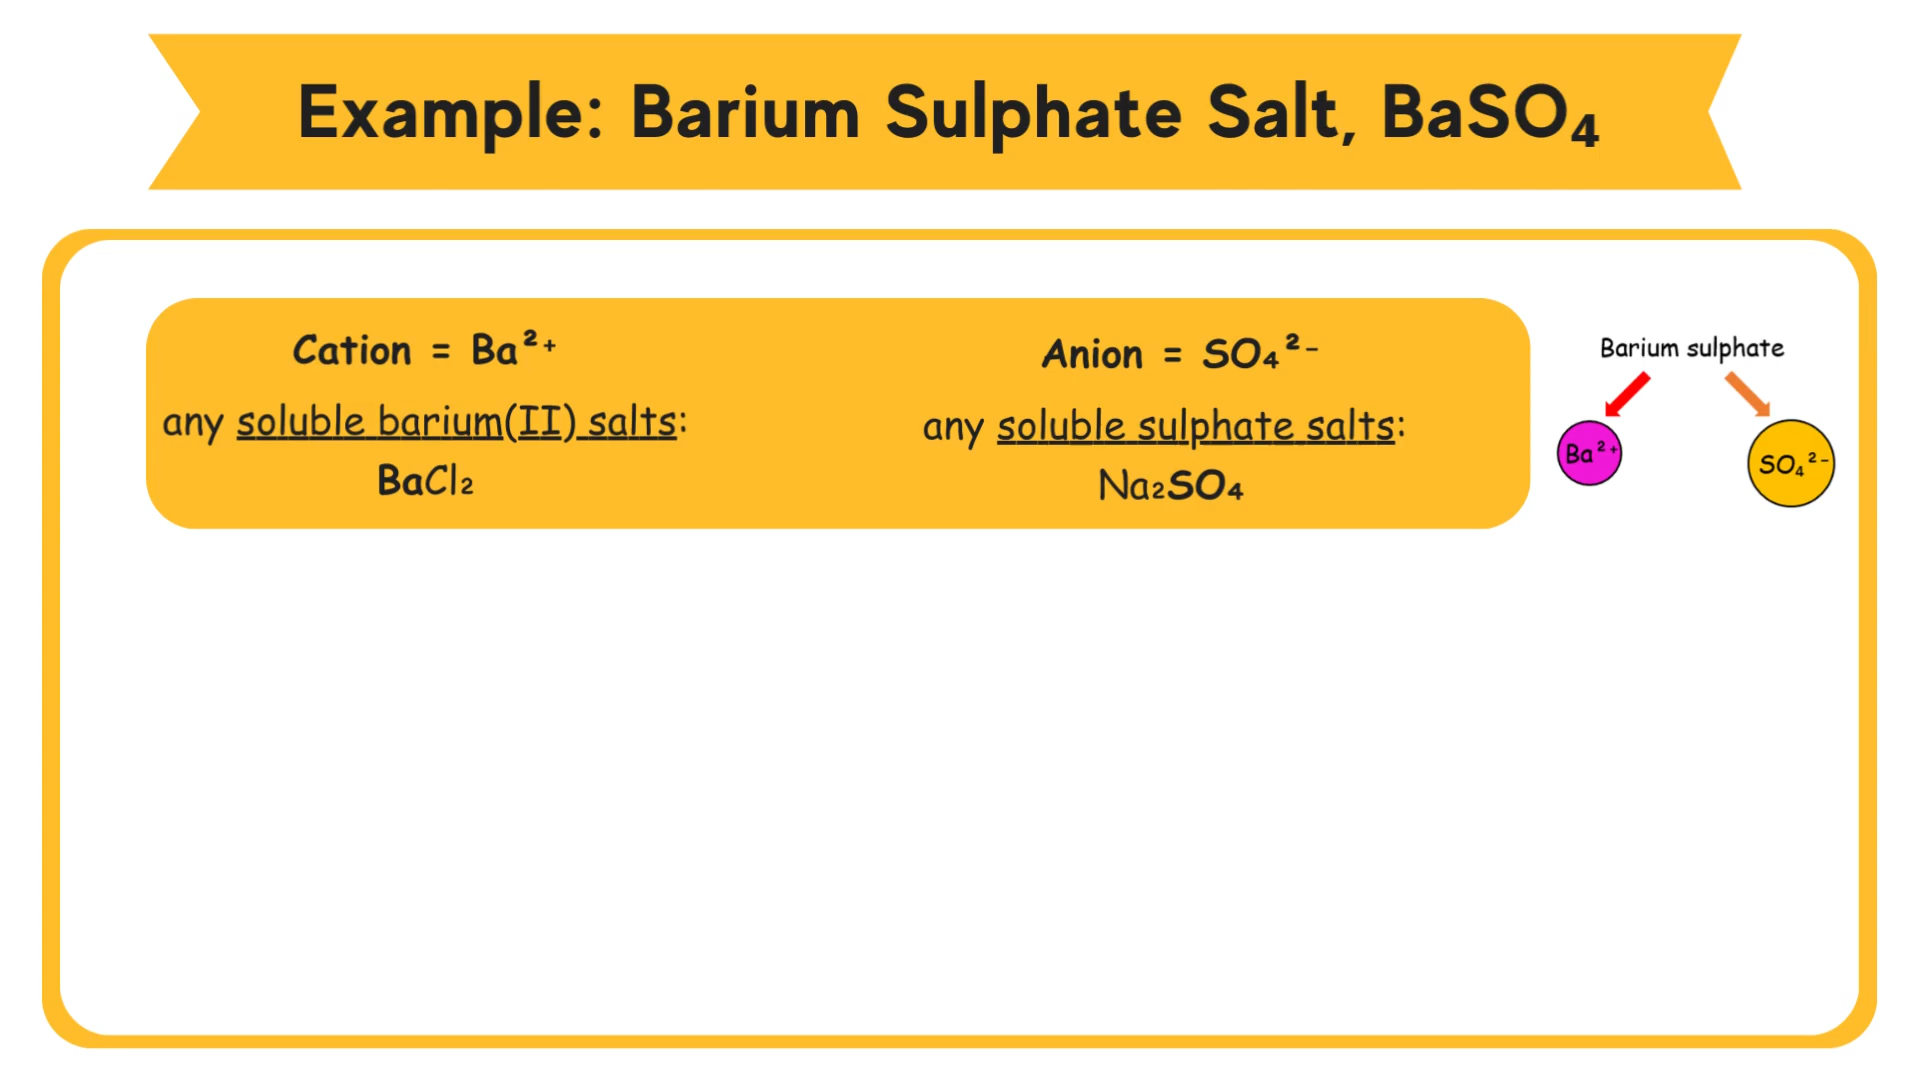 Example: Barium Sulphate Salt, BaSO₄
Cation = Ba²⁺
any soluble barium(II) salts:
BaCl₂
Anion = SO₄²⁻
any soluble sulphate salts:
Na₂SO₄
Barium sulphate
Ba²⁺
SO₄²⁻